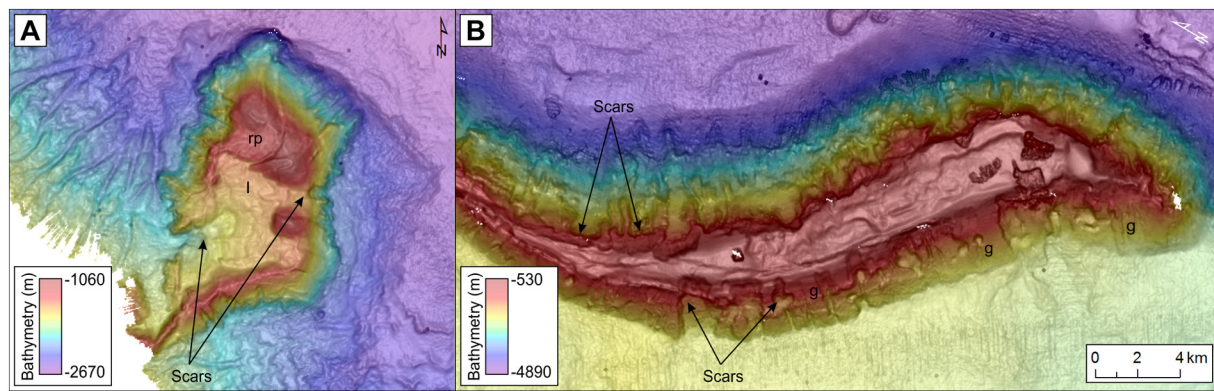 A
N
rp
l
Bathymetry (m)
-1060
-2670
Scars
B
N
Scars
g
g
g
Bathymetry (m)
-530
-4890
Scars
0 2 4 km